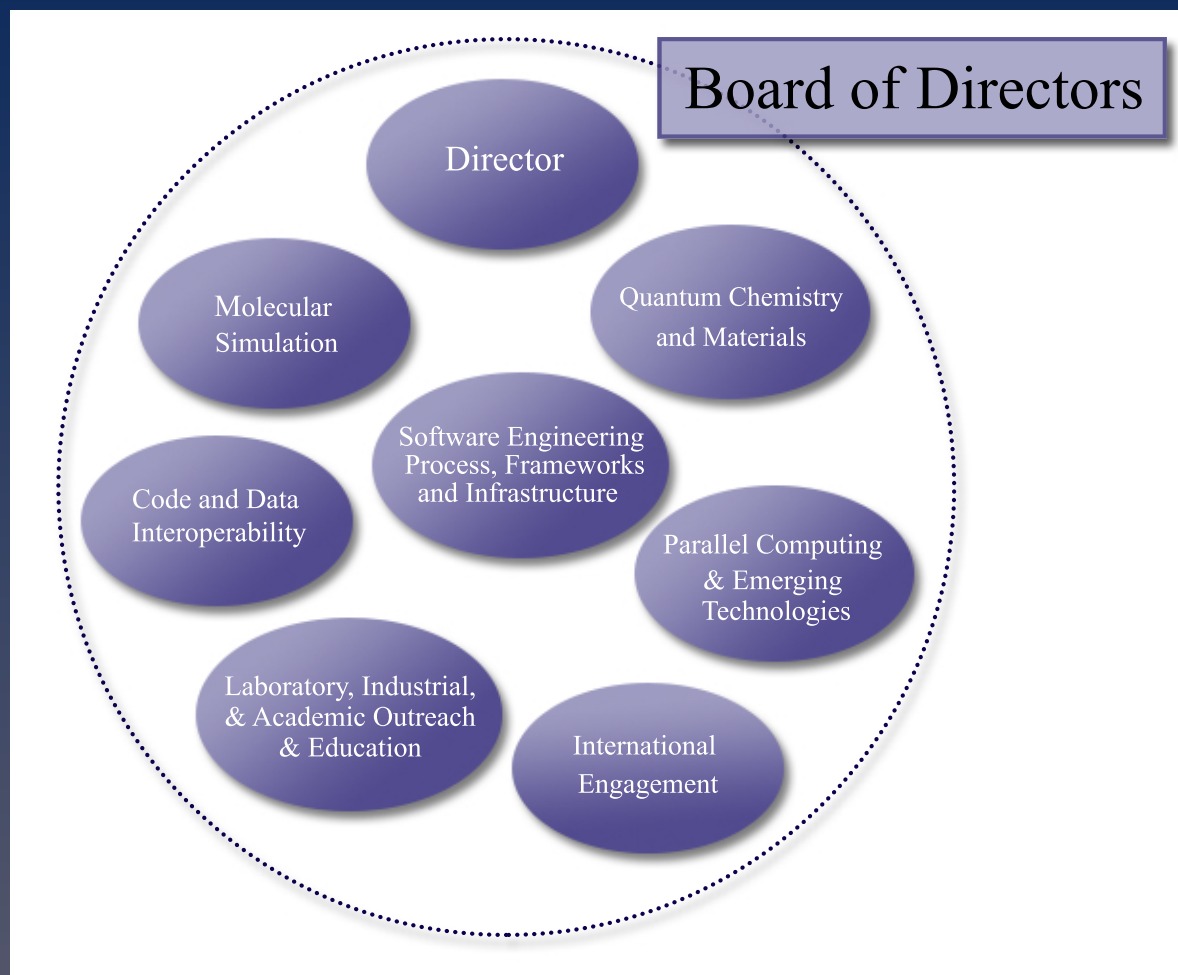 Board of Directors
Director
Molecular
Simulation
Quantum Chemistry
and Materials
Software Engineering
Process, Frameworks
and Infrastructure
Code and Data
Interoperability
Parallel Computing
& Emerging
Technologies
Laboratory, Industrial,
& Academic Outreach
& Education
International
Engagement